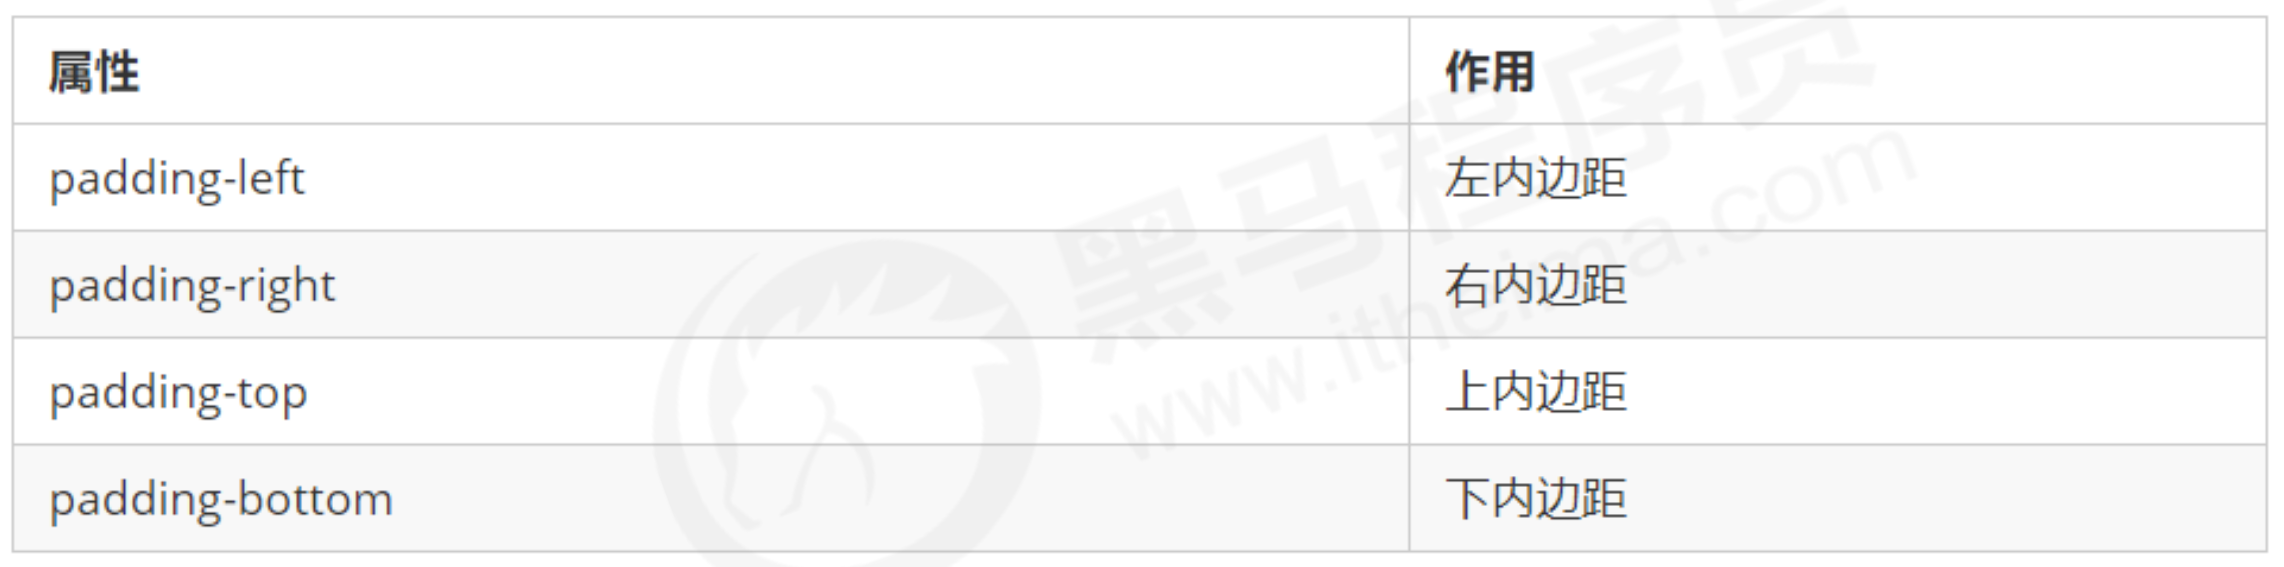 属性 作用
padding-left 左内边距
padding-right 右内边距
padding-top 上内边距
padding-bottom 下内边距
黑马程序员
www.itheima.com